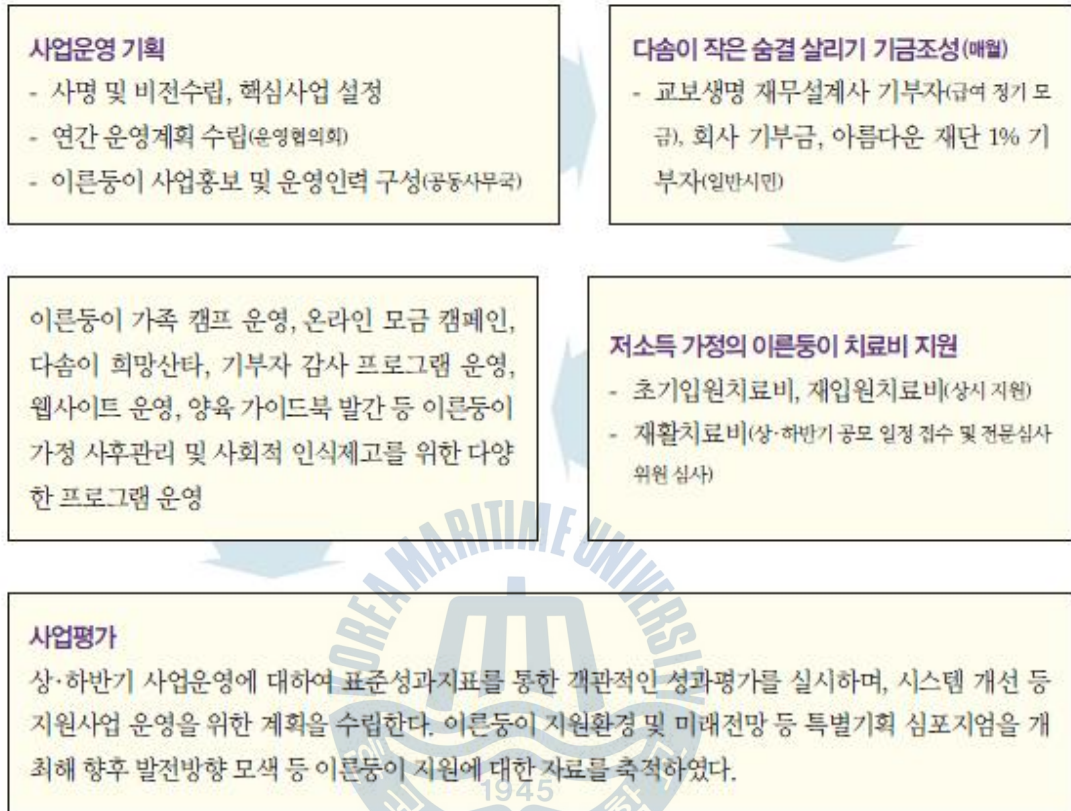 사업운영 기획
- 사명 및 비전수립, 핵심사업 설정
- 연간 운영계획 수립(운영협의회)
- 이른둥이 사업홍보 및 운영인력 구성(공동사무국)
다솜이 작은 숨결 살리기 기금조성(매월)
- 교보생명 재무설계사 기부자(급여 정기 모
금), 회사 기부금, 아름다운 재단 1% 기
부자(일반시민)
저소득 가정의 이른둥이 치료비 지원
- 초기입원치료비, 재입원치료비(상시 지원)
- 재활치료비(상·하반기 공모 일정 접수 및 전문심사
위원 심사)
이른둥이 가족 캠프 운영, 온라인 모금 캠페인,
다솜이 희망산타, 기부자 감사 프로그램 운영,
웹사이트 운영, 양육 가이드북 발간 등 이른둥이
가정 사후관리 및 사회적 인식제고를 위한 다양
한 프로그램 운영
사업평가
상·하반기 사업운영에 대하여 표준성과지표를 통한 객관적인 성과평가를 실시하며, 시스템 개선 등
지원사업 운영을 위한 계획을 수립한다. 이른둥이 지원환경 및 미래전망 등 특별기획 심포지엄을 개
최해 향후 발전방향 모색 등 이른둥이 지원에 대한 자료를 축적하였다.
KOREA MARITIME UNIVERSITY
1945